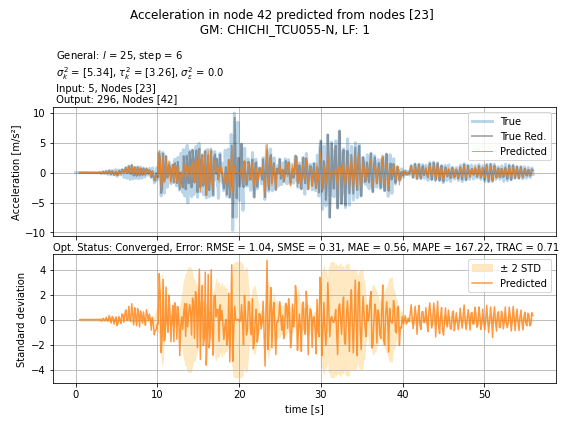 Acceleration in node 42 predicted from nodes [23]
GM: CHICHI_TCU055-N, LF: 1
General: l = 25, step = 6
σ²ₖ = [5.34], τ²ₖ = [3.26], σ²ε = 0.0
Input: 5, Nodes [23]
Output: 296, Nodes [42]
Acceleration [m/s²]
10
5
0
−5
−10
True
True Red.
Predicted
Opt. Status: Converged, Error: RMSE = 1.04, SMSE = 0.31, MAE = 0.56, MAPE = 167.22, TRAC = 0.71
Standard deviation
4
2
0
−2
−4
± 2 STD
Predicted
0 10 20 30 40 50
time [s]